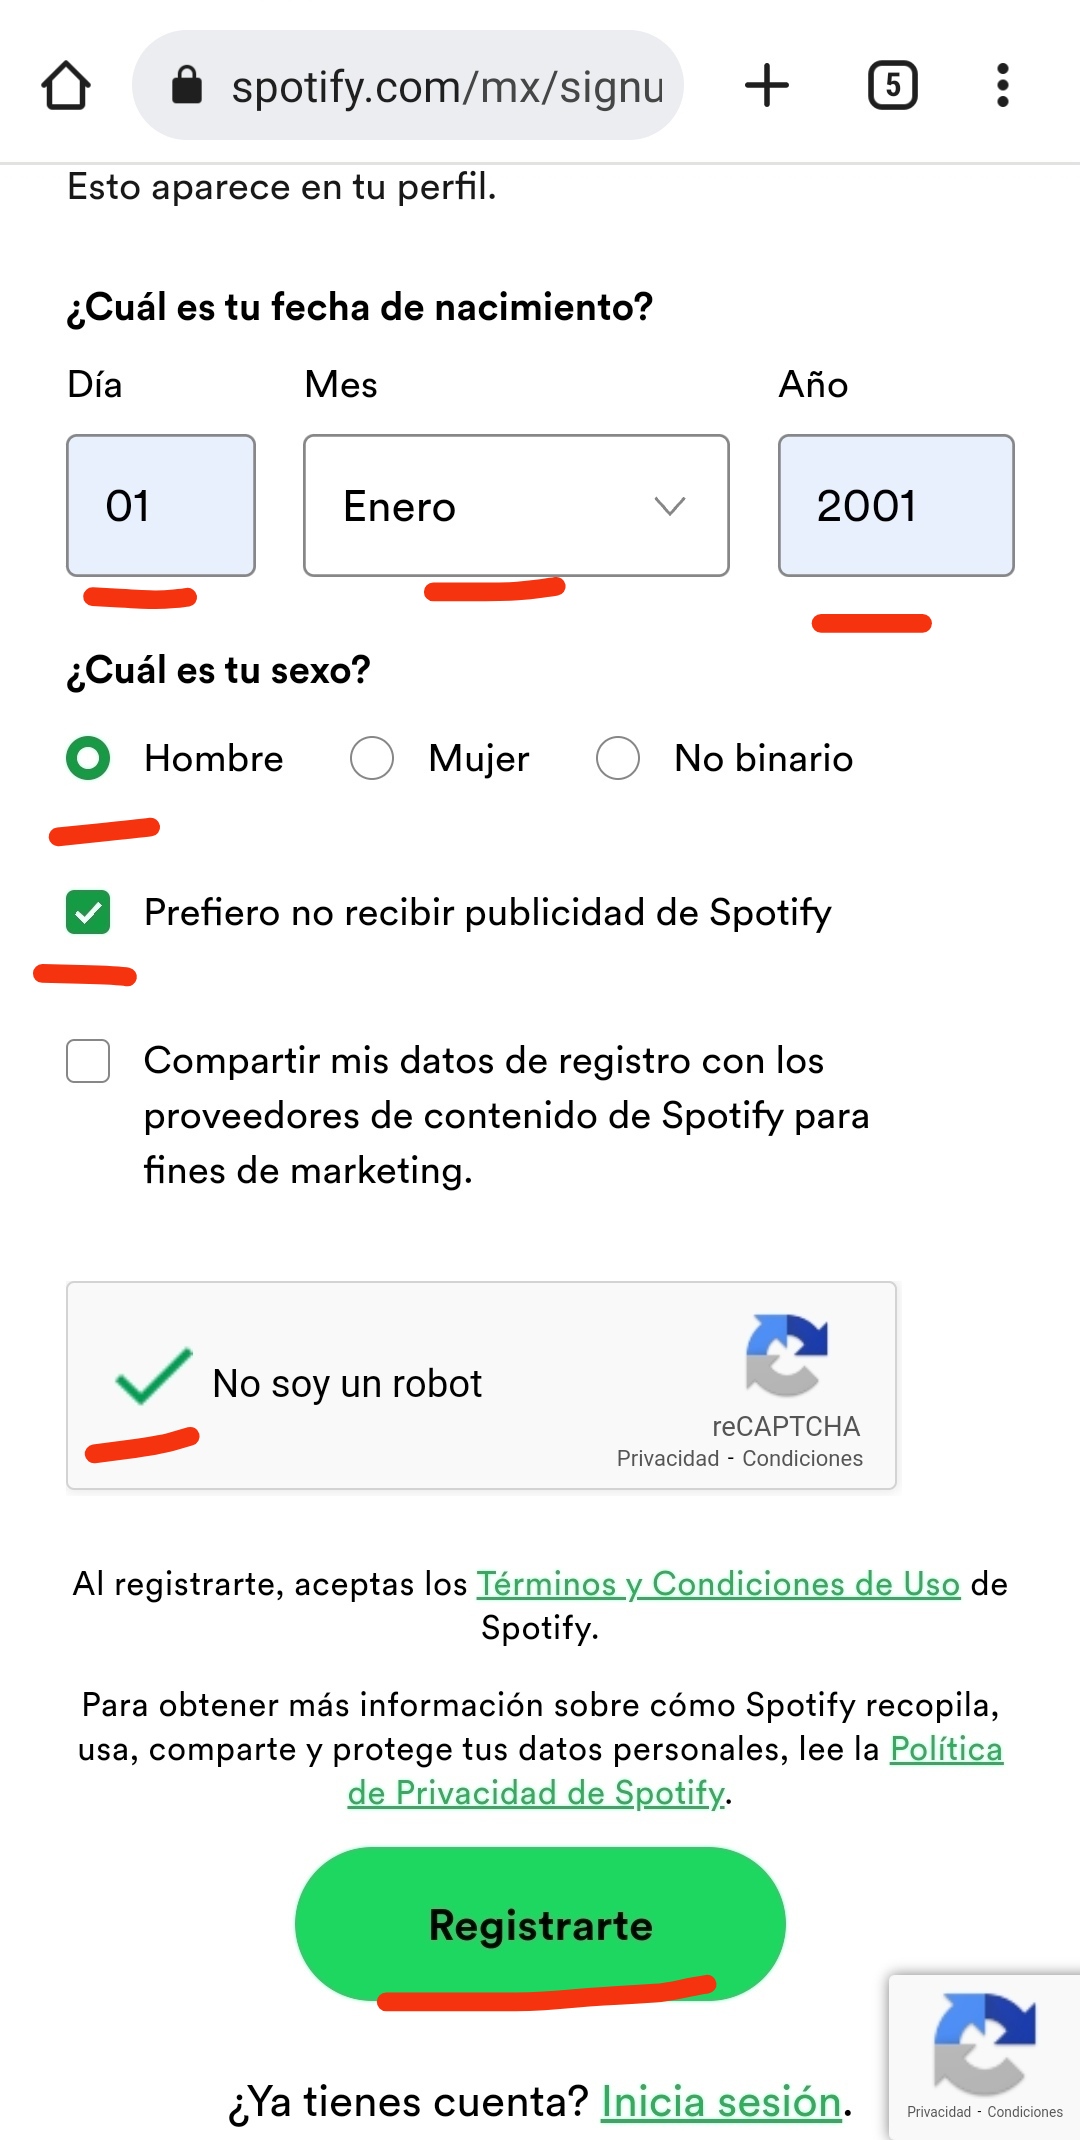 spotify.com/mx/signu
5
Esto aparece en tu perfil.
¿Cuál es tu fecha de nacimiento?
Día Mes Año
01 Enero 2001
¿Cuál es tu sexo?
Hombre Mujer No binario
Prefiero no recibir publicidad de Spotify
Compartir mis datos de registro con los
proveedores de contenido de Spotify para
fines de marketing.
No soy un robot
reCAPTCHA
Privacidad - Condiciones
Al registrarte, aceptas los Términos y Condiciones de Uso de
Spotify.
Para obtener más información sobre cómo Spotify recopila,
usa, comparte y protege tus datos personales, lee la Política
de Privacidad de Spotify.
Registrarte
¿Ya tienes cuenta? Inicia sesión.
Privacidad - Condiciones